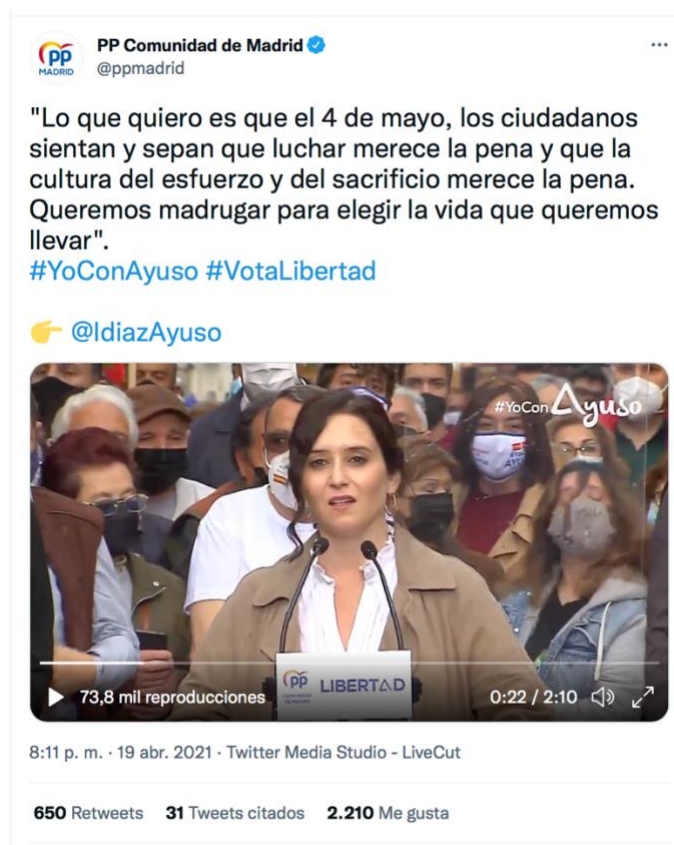 PP Comunidad de Madrid
@ppmadrid
PP
MADRID
"Lo que quiero es que el 4 de mayo, los ciudadanos
sientan y sepan que luchar merece la pena y que la
cultura del esfuerzo y del sacrificio merece la pena.
Queremos madrugar para elegir la vida que queremos
llevar".
#YoConAyuso #VotaLibertad
👉 @IdiazAyuso
#YoConAyuso
PP LIBERTAD
73,8 mil reproducciones
0:22 / 2:10
8:11 p. m. · 19 abr. 2021 · Twitter Media Studio - LiveCut
650 Retweets 31 Tweets citados 2.210 Me gusta